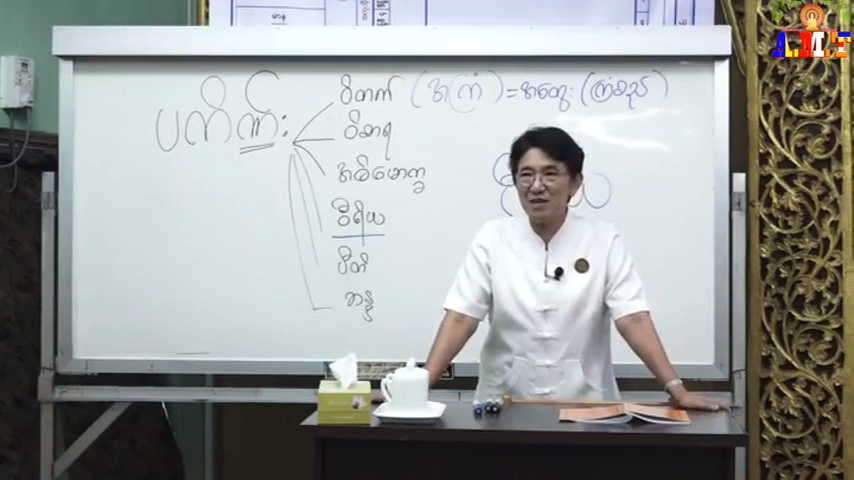 AMT
ပကိဏ်း
ဝိတက် (အကြံ) = အတွေး (ကြံစည်)
ဝိစာရ
အဓိမောက္ခ
ဝီရိယ
ပီတိ
ဆန္ဒ